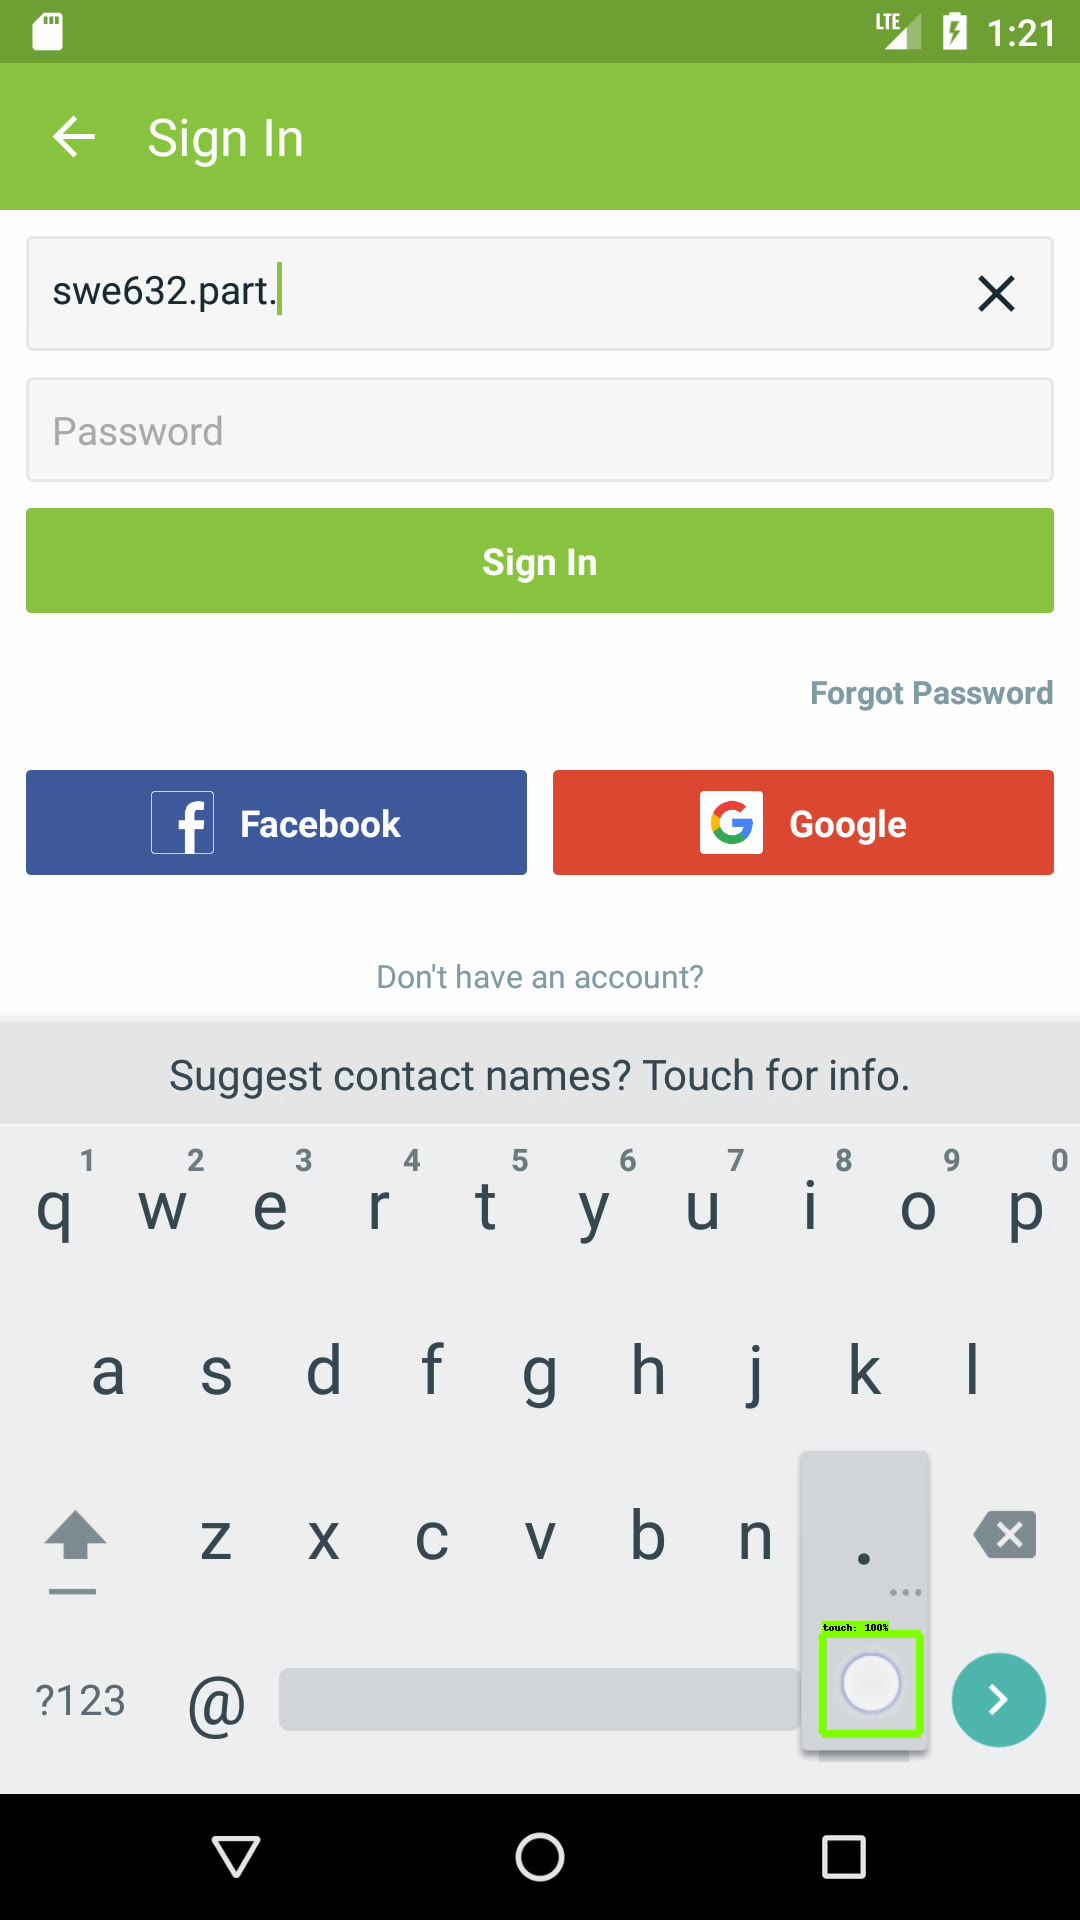 LTE 1:21
Sign In
swe632.part.
Password
Sign In
Forgot Password
f Facebook G Google
Don't have an account?
Suggest contact names? Touch for info.
1 2 3 4 5 6 7 8 9 0
q w e r t y u i o p
a s d f g h j k l
z x c v b n .
...
touch: 100%
?123 @